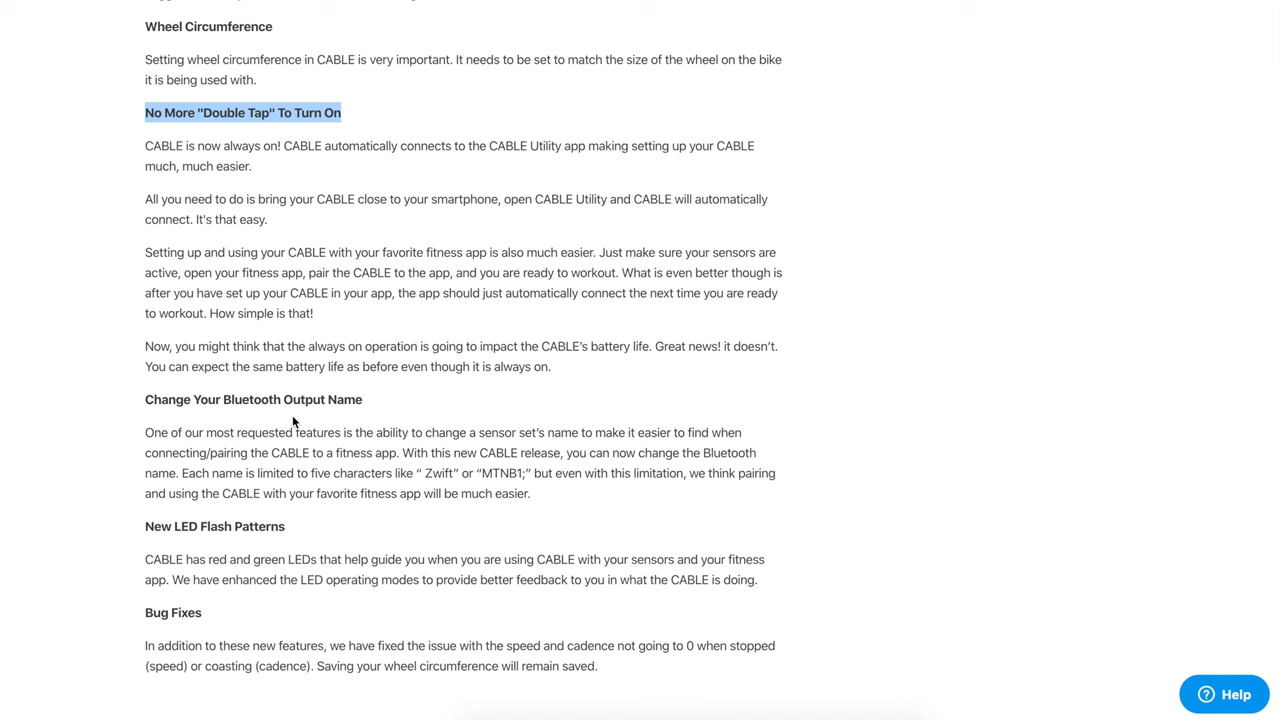 Wheel Circumference
Setting wheel circumference in CABLE is very important. It needs to be set to match the size of the wheel on the bike
it is being used with.
No More "Double Tap" To Turn On
CABLE is now always on! CABLE automatically connects to the CABLE Utility app making setting up your CABLE
much, much easier.
All you need to do is bring your CABLE close to your smartphone, open CABLE Utility and CABLE will automatically
connect. It's that easy.
Setting up and using your CABLE with your favorite fitness app is also much easier. Just make sure your sensors are
active, open your fitness app, pair the CABLE to the app, and you are ready to workout. What is even better though is
after you have set up your CABLE in your app, the app should just automatically connect the next time you are ready
to workout. How simple is that!
Now, you might think that the always on operation is going to impact the CABLE’s battery life. Great news! it doesn’t.
You can expect the same battery life as before even though it is always on.
Change Your Bluetooth Output Name
One of our most requested features is the ability to change a sensor set’s name to make it easier to find when
connecting/pairing the CABLE to a fitness app. With this new CABLE release, you can now change the Bluetooth
name. Each name is limited to five characters like “ Zwift” or “MTNB1;” but even with this limitation, we think pairing
and using the CABLE with your favorite fitness app will be much easier.
New LED Flash Patterns
CABLE has red and green LEDs that help guide you when you are using CABLE with your sensors and your fitness
app. We have enhanced the LED operating modes to provide better feedback to you in what the CABLE is doing.
Bug Fixes
In addition to these new features, we have fixed the issue with the speed and cadence not going to 0 when stopped
(speed) or coasting (cadence). Saving your wheel circumference will remain saved.
Help